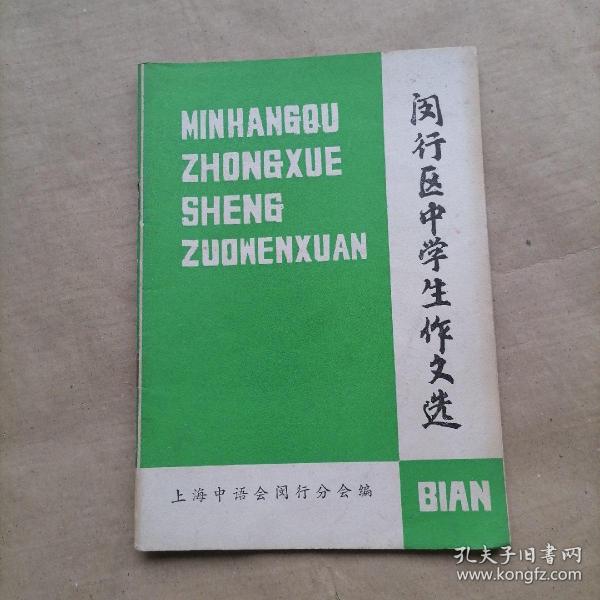 MINHANGQU
ZHONGXUE
SHENG
ZUOWENXUAN
闵行区中学生作文选
上海中语会闵行分会编
BIAN
孔夫子旧书网
www.kongfz.com